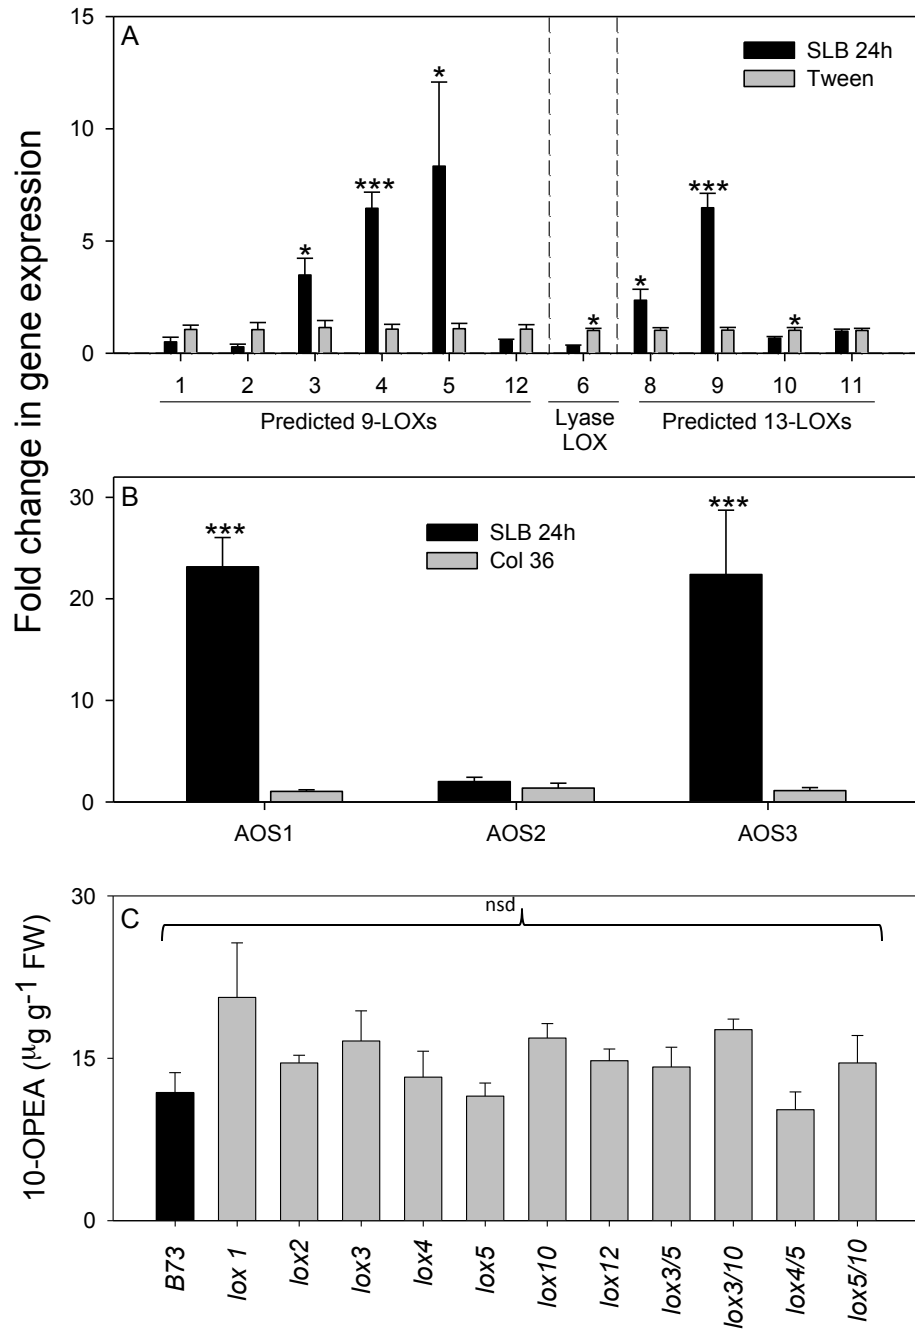 Fold change in gene expression
A
15
10
5
0
SLB 24h
Tween
* *** * * * *** *
1 2 3 4 5 12 6 8 9 10 11
Predicted 9-LOXs
Lyase
LOX
Predicted 13-LOXs
B
30
20
10
0
*** ***
SLB 24h
Col 36
AOS1 AOS2 AOS3
C
10-OPEA (µg g-1 FW)
30
15
0
nsd
B73 lox 1 lox2 lox3 lox4 lox5 lox10 lox12 lox3/5 lox3/10 lox4/5 lox5/10